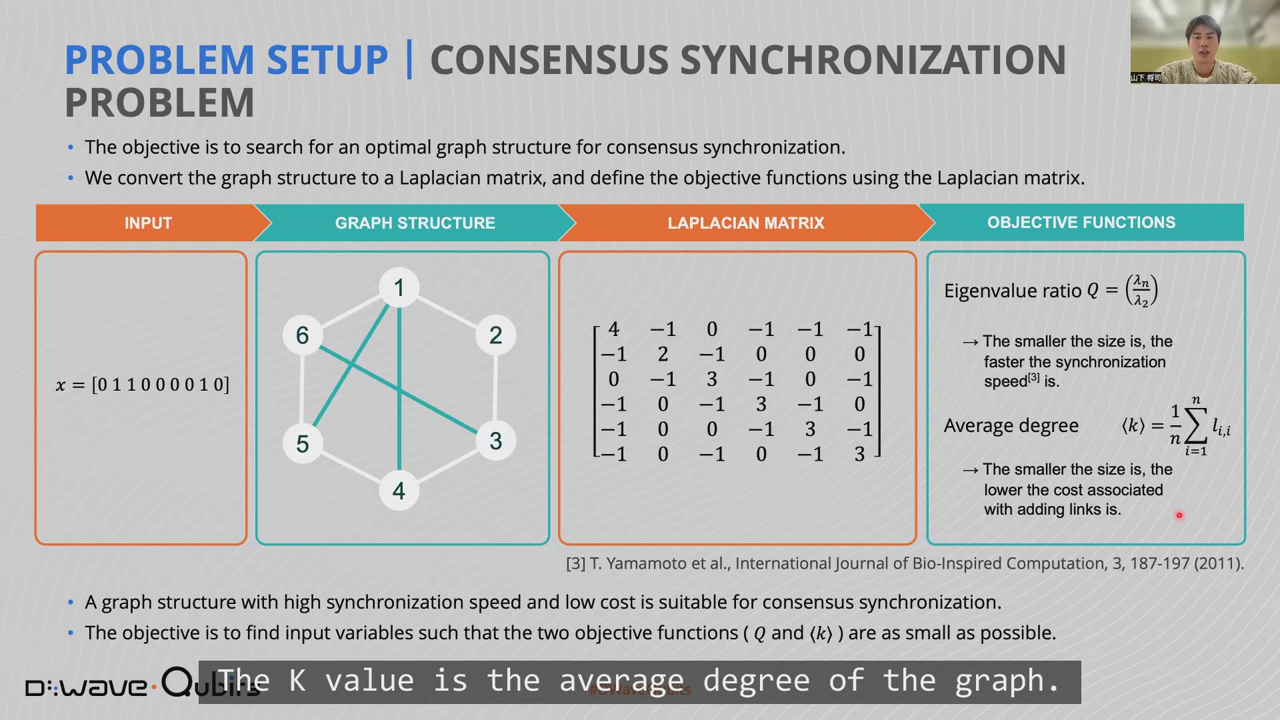 PROBLEM SETUP | CONSENSUS SYNCHRONIZATION
PROBLEM
山下 将司
• The objective is to search for an optimal graph structure for consensus synchronization.
• We convert the graph structure to a Laplacian matrix, and define the objective functions using the Laplacian matrix.
INPUT
GRAPH STRUCTURE
LAPLACIAN MATRIX
OBJECTIVE FUNCTIONS
x = [0 1 1 0 0 0 0 1 0]
1
6 2
5 3
4
4 −1 0 −1 −1 −1
−1 2 −1 0 0 0
0 −1 3 −1 0 −1
−1 0 −1 3 −1 0
−1 0 0 −1 3 −1
−1 0 −1 0 −1 3
Eigenvalue ratio Q = (λn/λ2)
→ The smaller the size is, the
faster the synchronization
speed[3] is.
Average degree ⟨k⟩ = 1/n ∑ i=1 n l i,i
→ The smaller the size is, the
lower the cost associated
with adding links is.
[3] T. Yamamoto et al., International Journal of Bio-Inspired Computation, 3, 187-197 (2011).
• A graph structure with high synchronization speed and low cost is suitable for consensus synchronization.
• The objective is to find input variables such that the two objective functions ( Q and ⟨k⟩ ) are as small as possible.
D:wave Qubits
The K value is the average degree of the graph.